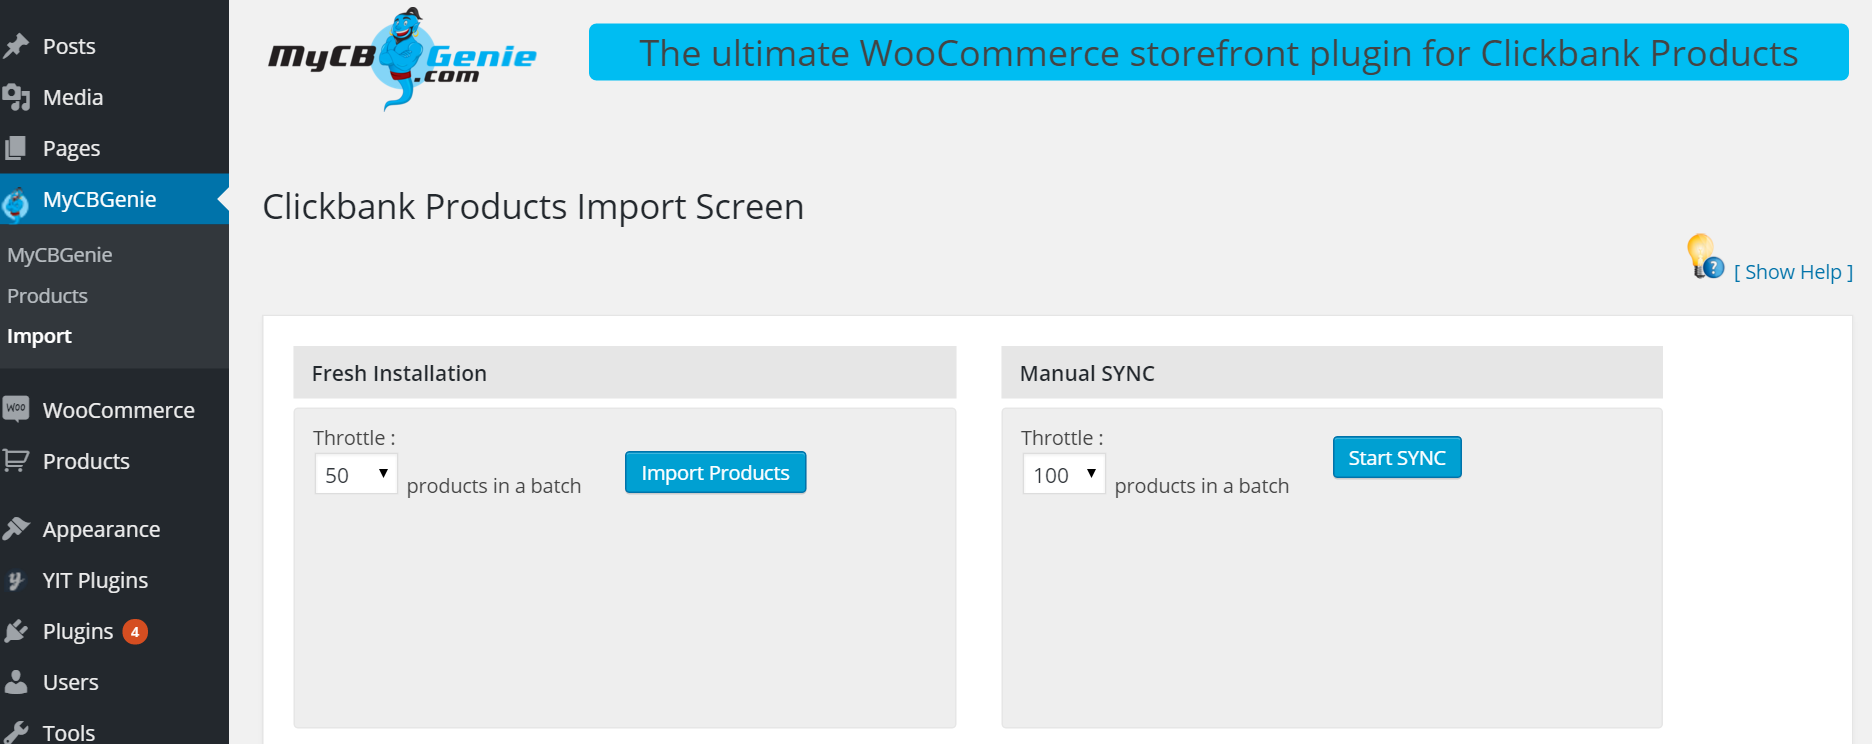 Posts
Media
Pages
MyCBGenie
MyCBGenie
Products
Import
WooCommerce
Products
Appearance
YIT Plugins
Plugins 4
Users
Tools
MyCB Genie
.com
The ultimate WooCommerce storefront plugin for Clickbank Products
Clickbank Products Import Screen
[ Show Help ]
Fresh Installation
Throttle :
50
products in a batch
Import Products
Manual SYNC
Throttle :
100
products in a batch
Start SYNC